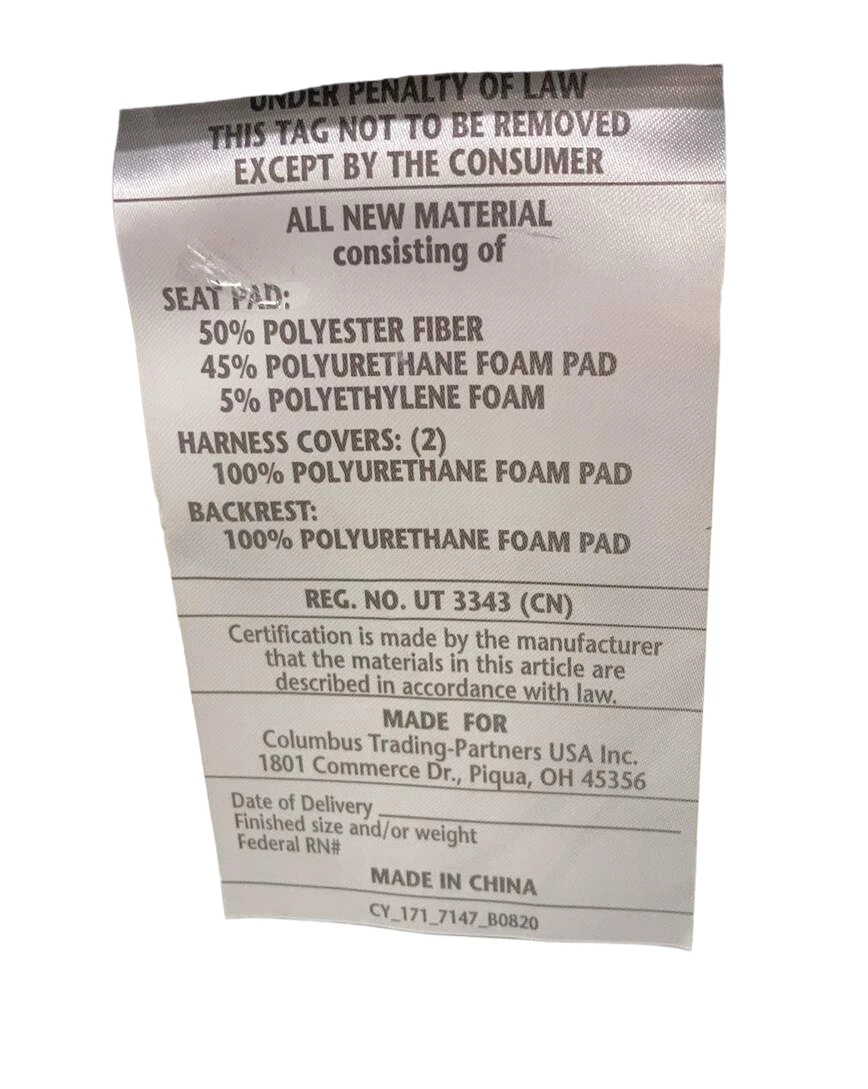 UNDER PENALTY OF LAW
THIS TAG NOT TO BE REMOVED
EXCEPT BY THE CONSUMER
ALL NEW MATERIAL
consisting of
SEAT PAD:
50% POLYESTER FIBER
45% POLYURETHANE FOAM PAD
5% POLYETHYLENE FOAM
HARNESS COVERS: (2)
100% POLYURETHANE FOAM PAD
BACKREST:
100% POLYURETHANE FOAM PAD
REG. NO. UT 3343 (CN)
Certification is made by the manufacturer
that the materials in this article are
described in accordance with law.
MADE FOR
Columbus Trading-Partners USA Inc.
1801 Commerce Dr., Piqua, OH 45356
Date of Delivery
Finished size and/or weight
Federal RN#
MADE IN CHINA
CY_171_7147_B0820